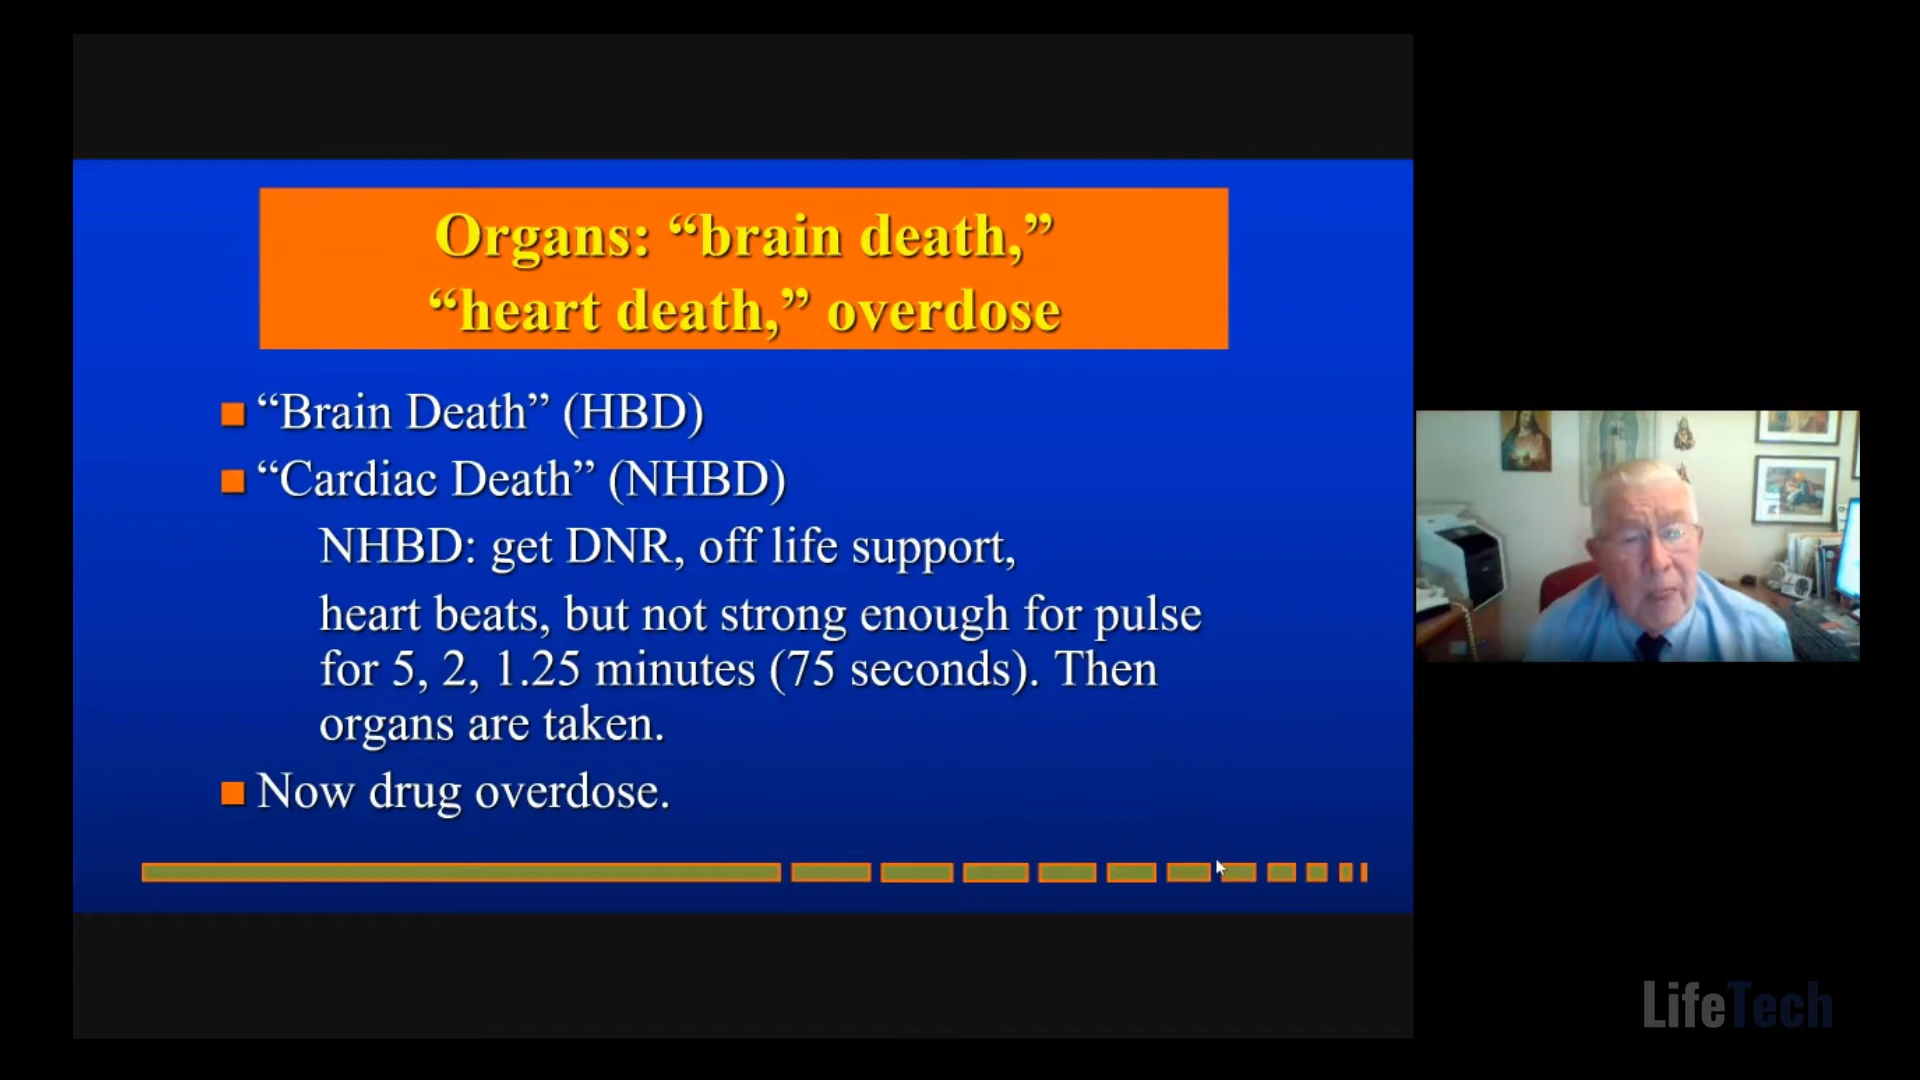 Organs: “brain death,”
“heart death,” overdose
“Brain Death” (HBD)
“Cardiac Death” (NHBD)
NHBD: get DNR, off life support,
heart beats, but not strong enough for pulse
for 5, 2, 1.25 minutes (75 seconds). Then
organs are taken.
Now drug overdose.
LifeTech